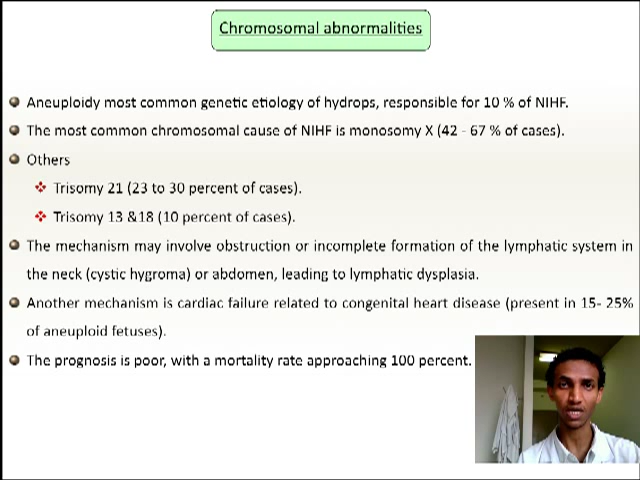 Chromosomal abnormalities
Aneuploidy most common genetic etiology of hydrops, responsible for 10 % of NIHF.
The most common chromosomal cause of NIHF is monosomy X (42 - 67 % of cases).
Others
Trisomy 21 (23 to 30 percent of cases).
Trisomy 13 &18 (10 percent of cases).
The mechanism may involve obstruction or incomplete formation of the lymphatic system in
the neck (cystic hygroma) or abdomen, leading to lymphatic dysplasia.
Another mechanism is cardiac failure related to congenital heart disease (present in 15- 25%
of aneuploid fetuses).
The prognosis is poor, with a mortality rate approaching 100 percent.